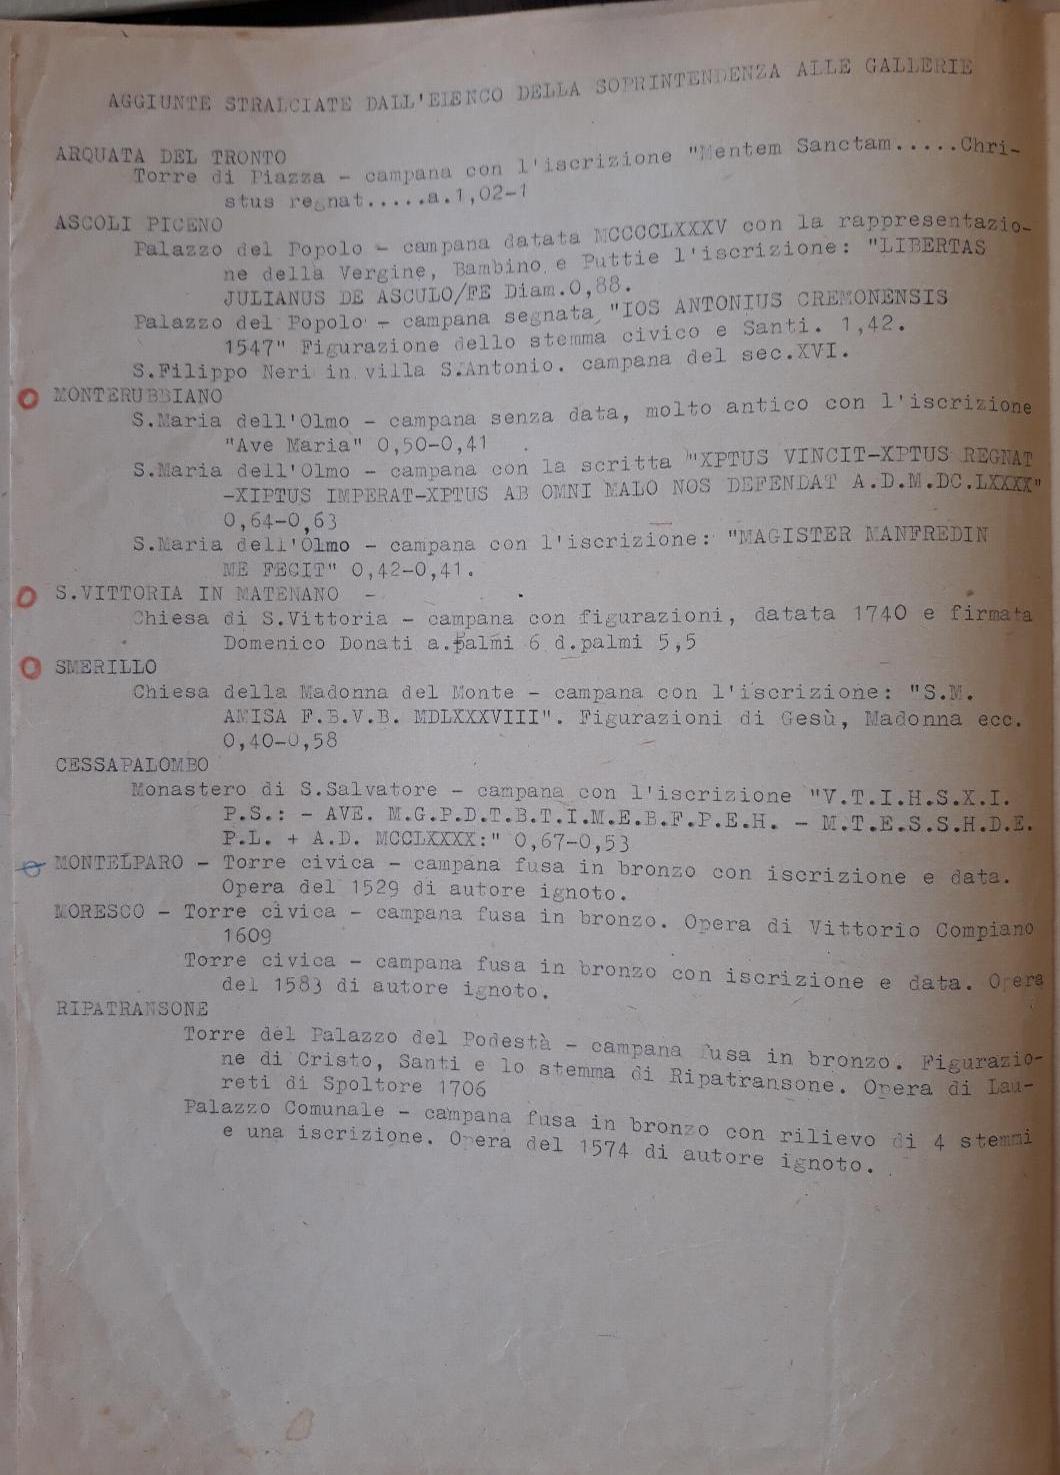 AGGIUNTE STRALCIATE DALL'ELENCO DELLA SOPRINTENDENZA ALLE GALLERIE
ARQUATA DEL TRONTO
Torre di Piazza - campana con l'iscrizione "Mentem Sanctam.....Chri-
stus regnat.....a.1,02-1
ASCOLI PICENO
Palazzo del Popolo - campana datata MCCCCLXXXV con la rappresentazio-
ne della Vergine, Bambino e Puttie l'iscrizione: "LIBERTAS
JULIANUS DE ASCULO/FE Diam.0,88.
Palazzo del Popolo - campana segnata "IOS ANTONIUS CREMONENSIS
1547" Figurazione dello stemma civico e Santi. 1,42.
S.Filippo Neri in villa S.Antonio. campana del sec.XVI.
MONTERUBBIANO
S.Maria dell'Olmo - campana senza data, molto antico con l'iscrizione
"Ave Maria" 0,50-0,41
S.Maria dell'Olmo - campana con la scritta "XPTUS VINCIT-XPTUS REGNAT
-XIPTUS IMPERAT-XPTUS AB OMNI MALO NOS DEFENDAT A.D.M.DC.LXXXX"
0,64-0,63
S.Maria dell'Olmo - campana con l'iscrizione: "MAGISTER MANFREDIN
ME FECIT" 0,42-0,41.
S.VITTORIA IN MATENANO -
Chiesa di S.Vittoria - campana con figurazioni, datata 1740 e firmata
Domenico Donati a.palmi 6 d.palmi 5,5
SMERILLO
Chiesa della Madonna del Monte - campana con l'iscrizione: "S.M.
AMISA F.B.V.B. MDLXXXVIII". Figurazioni di Gesù, Madonna ecc.
0,40-0,58
CESSAPALOMBO
Monastero di S.Salvatore - campana con l'iscrizione "V.T.I.H.S.X.I.
P.S.: - AVE. M.G.P.D.T.B.T.I.M.E.B.F.P.E.H. - M.T.E.S.S.H.D.E.
P.L. + A.D. MCCLXXXX:" 0,67-0,53
MONTELPARO - Torre civica - campana fusa in bronzo con iscrizione e data.
Opera del 1529 di autore ignoto.
MORESCO - Torre civica - campana fusa in bronzo. Opera di Vittorio Compiano
1609
Torre civica - campana fusa in bronzo con iscrizione e data. Opera
del 1583 di autore ignoto.
RIPATRANSONE
Torre del Palazzo del Podestà - campana fusa in bronzo. Figurazio-
ne di Cristo, Santi e lo stemma di Ripatransone. Opera di Lau-
reti di Spoltore 1706
Palazzo Comunale - campana fusa in bronzo con rilievo di 4 stemmi
e una iscrizione. Opera del 1574 di autore ignoto.